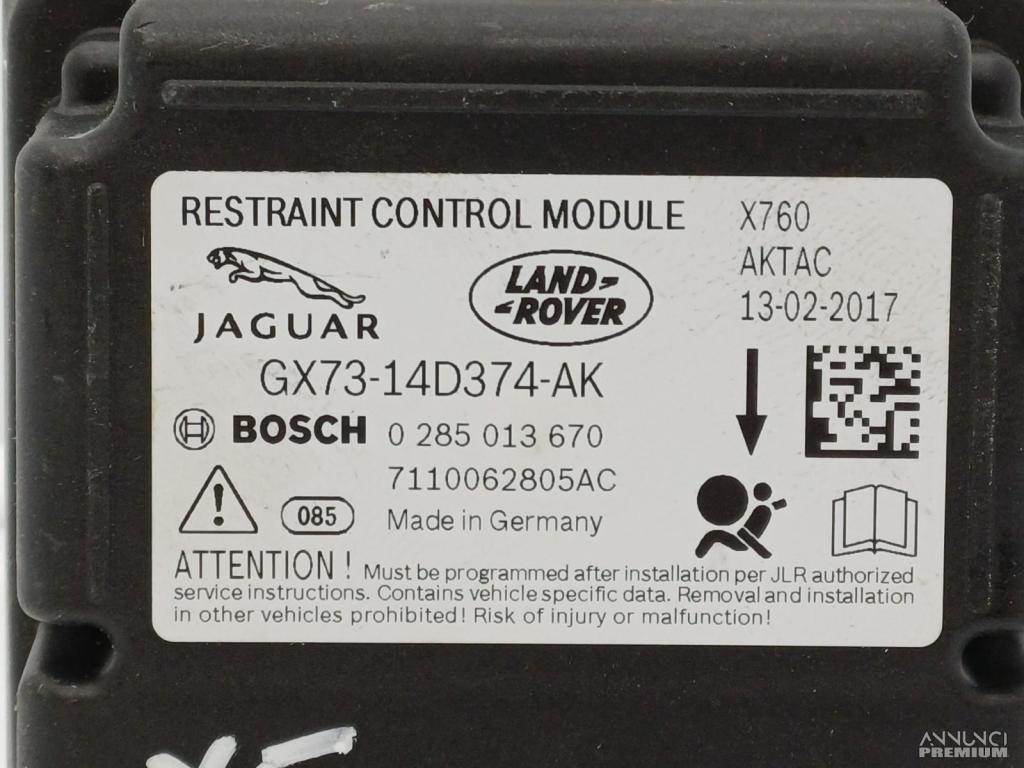 RESTRAINT CONTROL MODULE
X760
AKTAC
13-02-2017
JAGUAR
LAND-
-ROVER
GX73-14D374-AK
BOSCH 0 285 013 670
7110062805AC
085
Made in Germany
ATTENTION ! Must be programmed after installation per JLR authorized
service instructions. Contains vehicle specific data. Removal and installation
in other vehicles prohibited! Risk of injury or malfunction!
ANNUNCI
PREMIUM